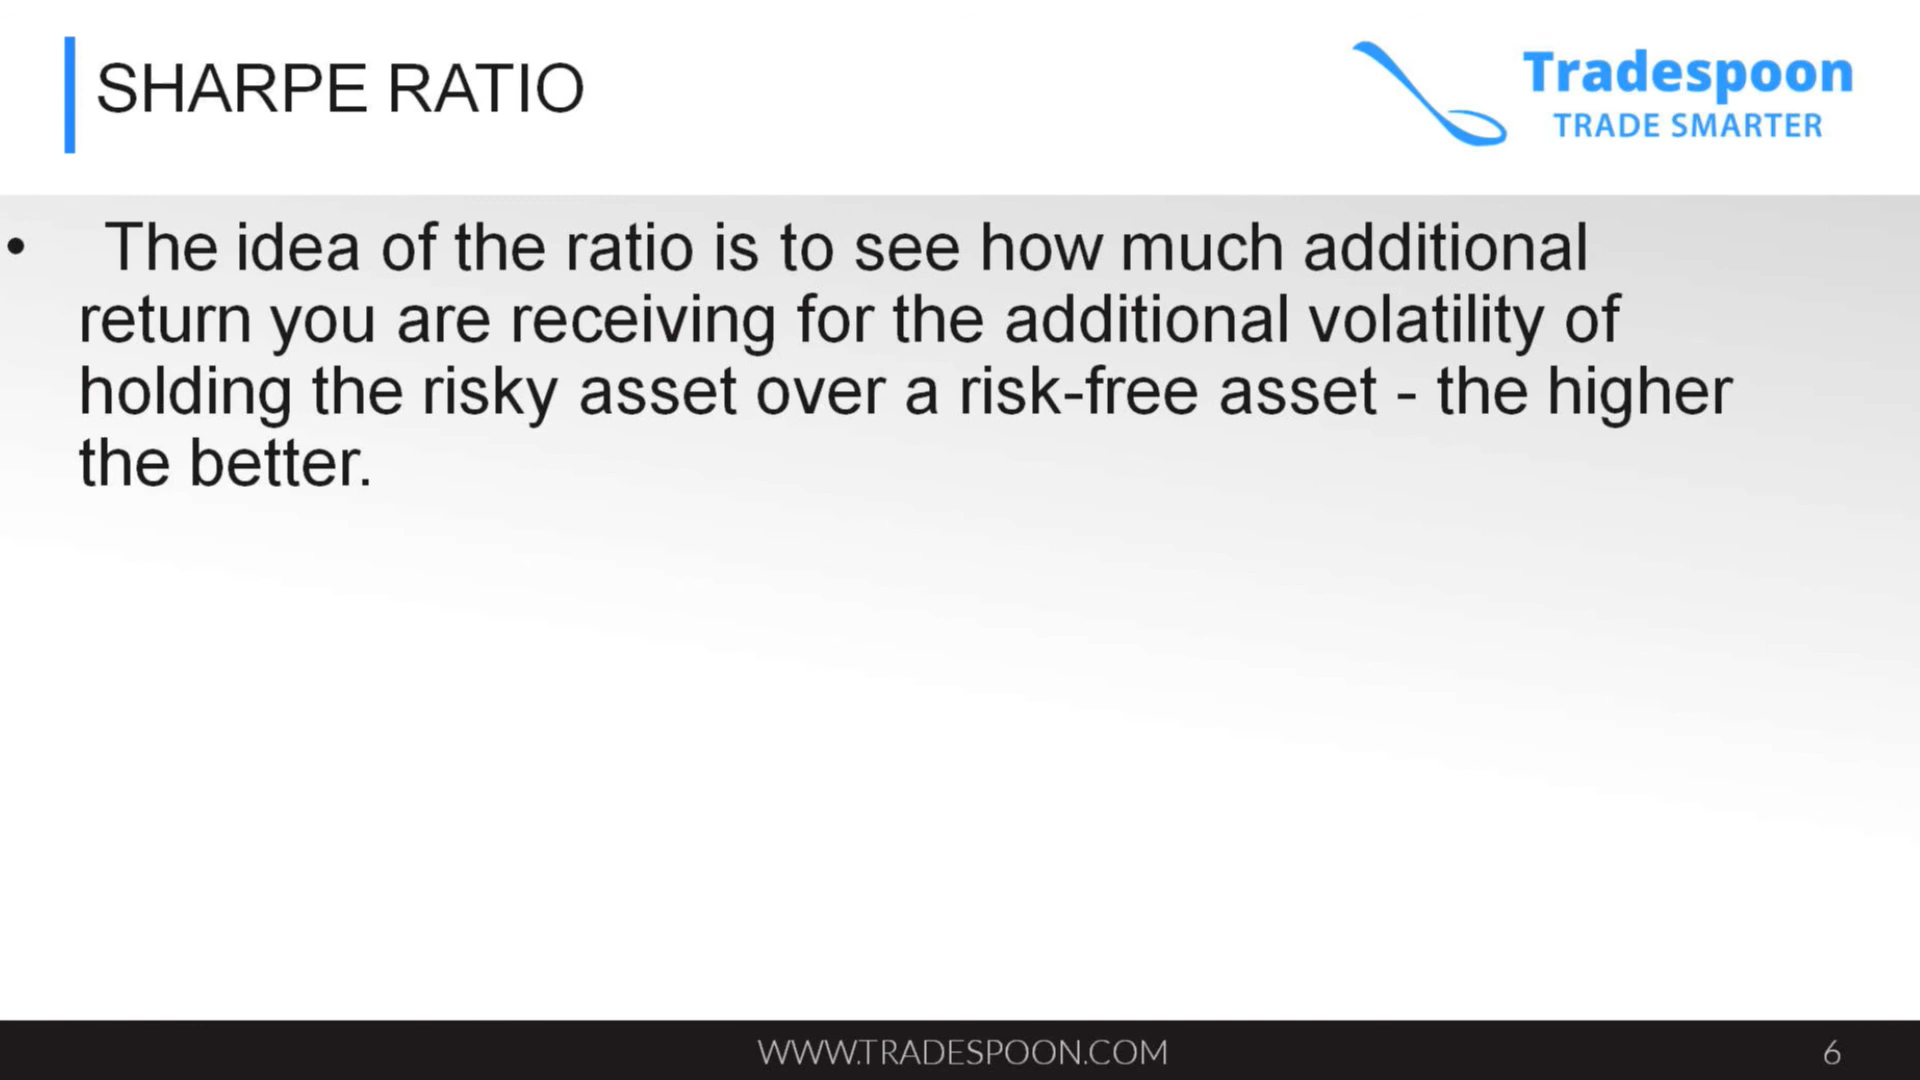 SHARPE RATIO
Tradespoon
TRADE SMARTER
• The idea of the ratio is to see how much additional
return you are receiving for the additional volatility of
holding the risky asset over a risk-free asset - the higher
the better.
WWW.TRADESPOON.COM
6